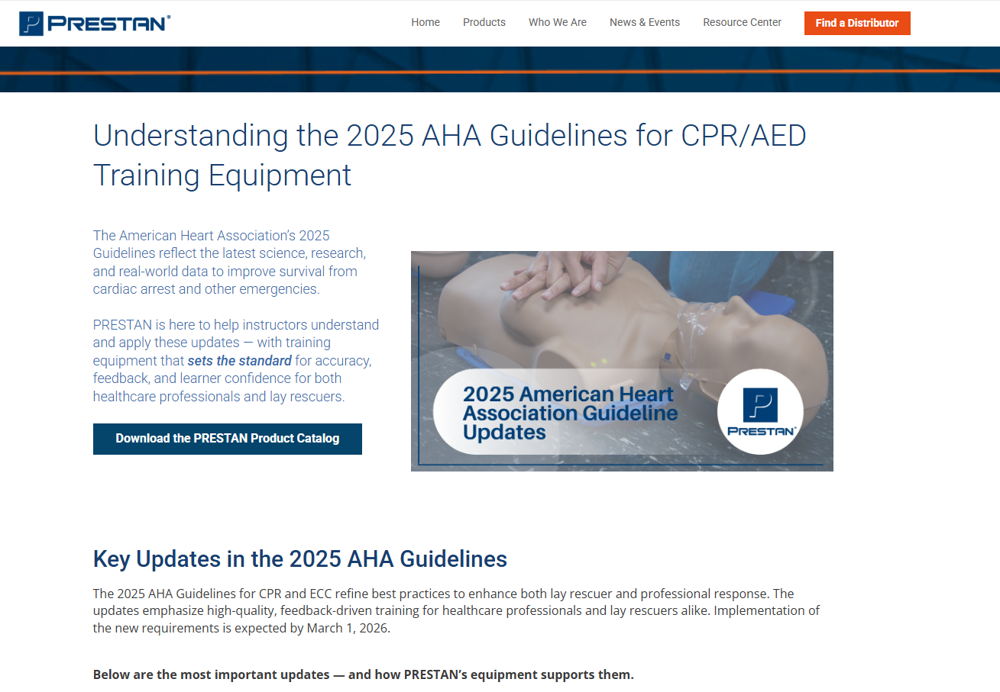 PRESTAN®
Home Products Who We Are News & Events Resource Center Find a Distributor
Understanding the 2025 AHA Guidelines for CPR/AED
Training Equipment
The American Heart Association’s 2025
Guidelines reflect the latest science, research,
and real-world data to improve survival from
cardiac arrest and other emergencies.
PRESTAN is here to help instructors understand
and apply these updates — with training
equipment that sets the standard for accuracy,
feedback, and learner confidence for both
healthcare professionals and lay rescuers.
Download the PRESTAN Product Catalog
2025 American Heart
Association Guideline
Updates
PRESTAN®
Key Updates in the 2025 AHA Guidelines
The 2025 AHA Guidelines for CPR and ECC refine best practices to enhance both lay rescuer and professional response. The
updates emphasize high-quality, feedback-driven training for healthcare professionals and lay rescuers alike. Implementation of
the new requirements is expected by March 1, 2026.
Below are the most important updates — and how PRESTAN’s equipment supports them.